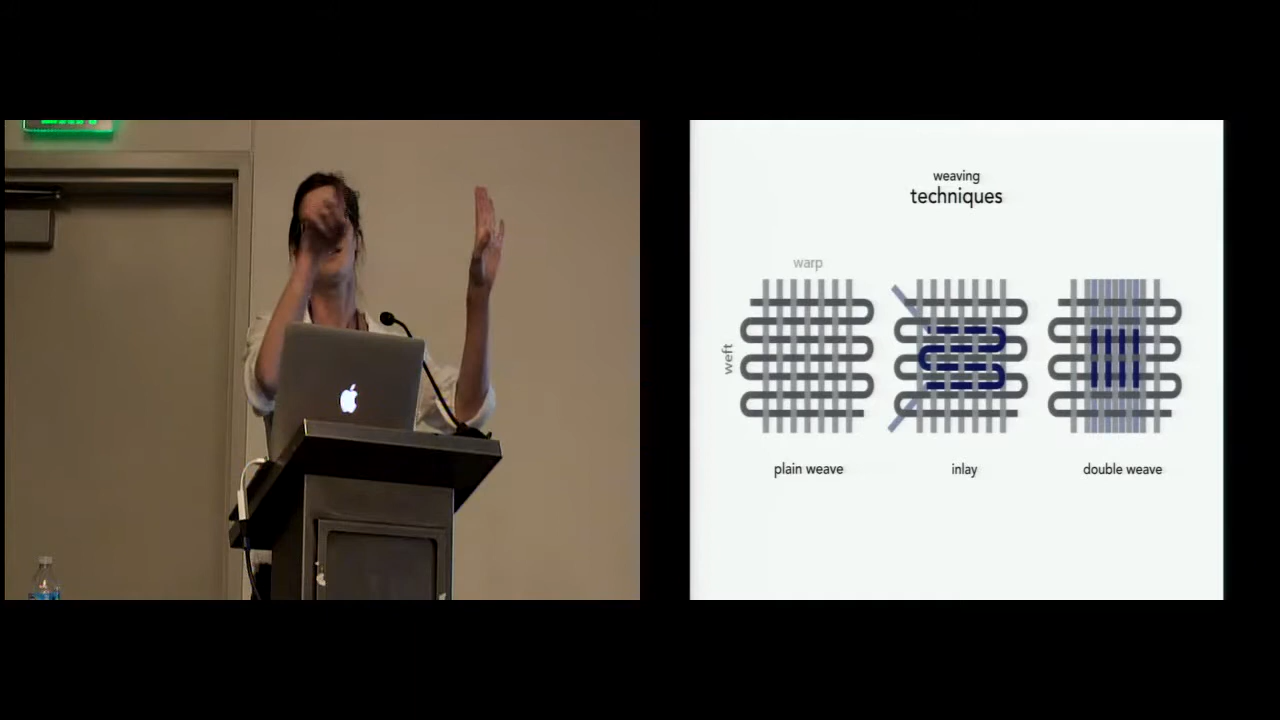 weaving
techniques
warp
weft
plain weave
inlay
double weave